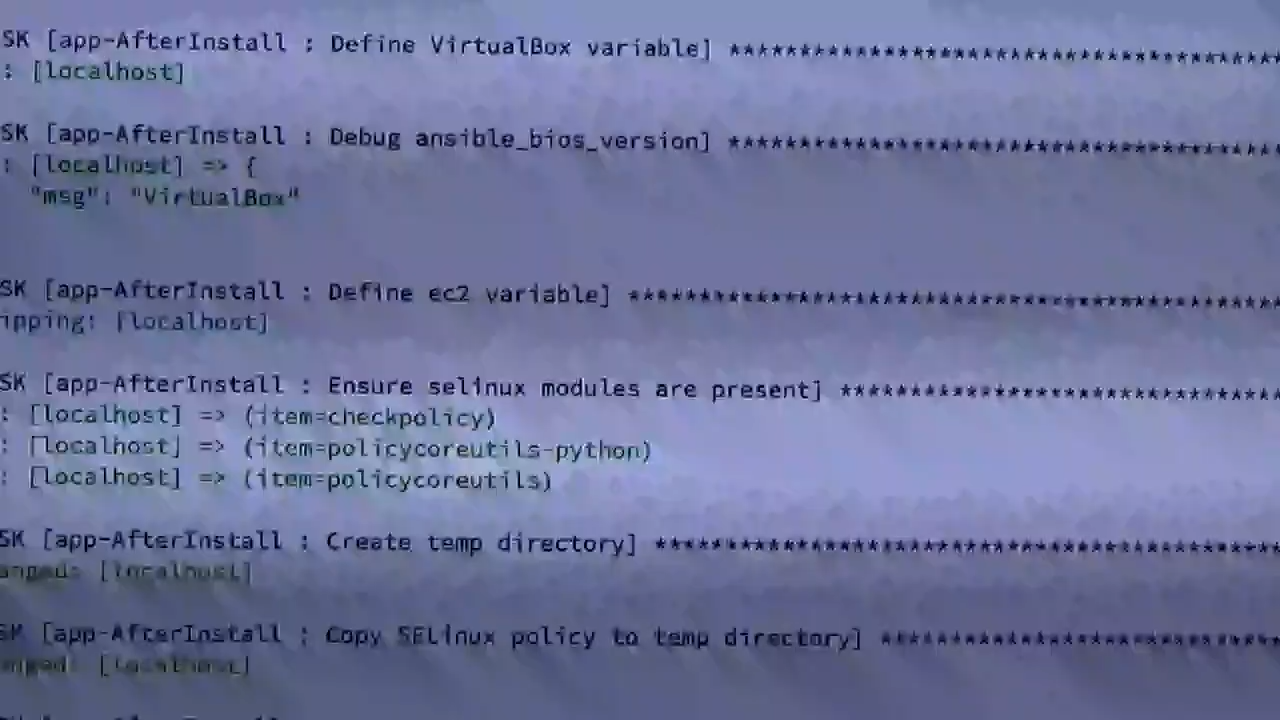 SK [app-AfterInstall : Define VirtualBox variable] ******************************************
: [localhost]
SK [app-AfterInstall : Debug ansible_bios_version] ******************************************
: [localhost] => {
"msg": "VirtualBox"
SK [app-AfterInstall : Define ec2 variable] **************************************************
ipping: [localhost]
SK [app-AfterInstall : Ensure selinux modules are present] **********************************
: [localhost] => (item=checkpolicy)
: [localhost] => (item=policycoreutils-python)
: [localhost] => (item=policycoreutils)
SK [app-AfterInstall : Create temp directory] ************************************************
anged: [localhost]
SK [app-AfterInstall : Copy SELinux policy to temp directory] *******************************
anged: [localhost]